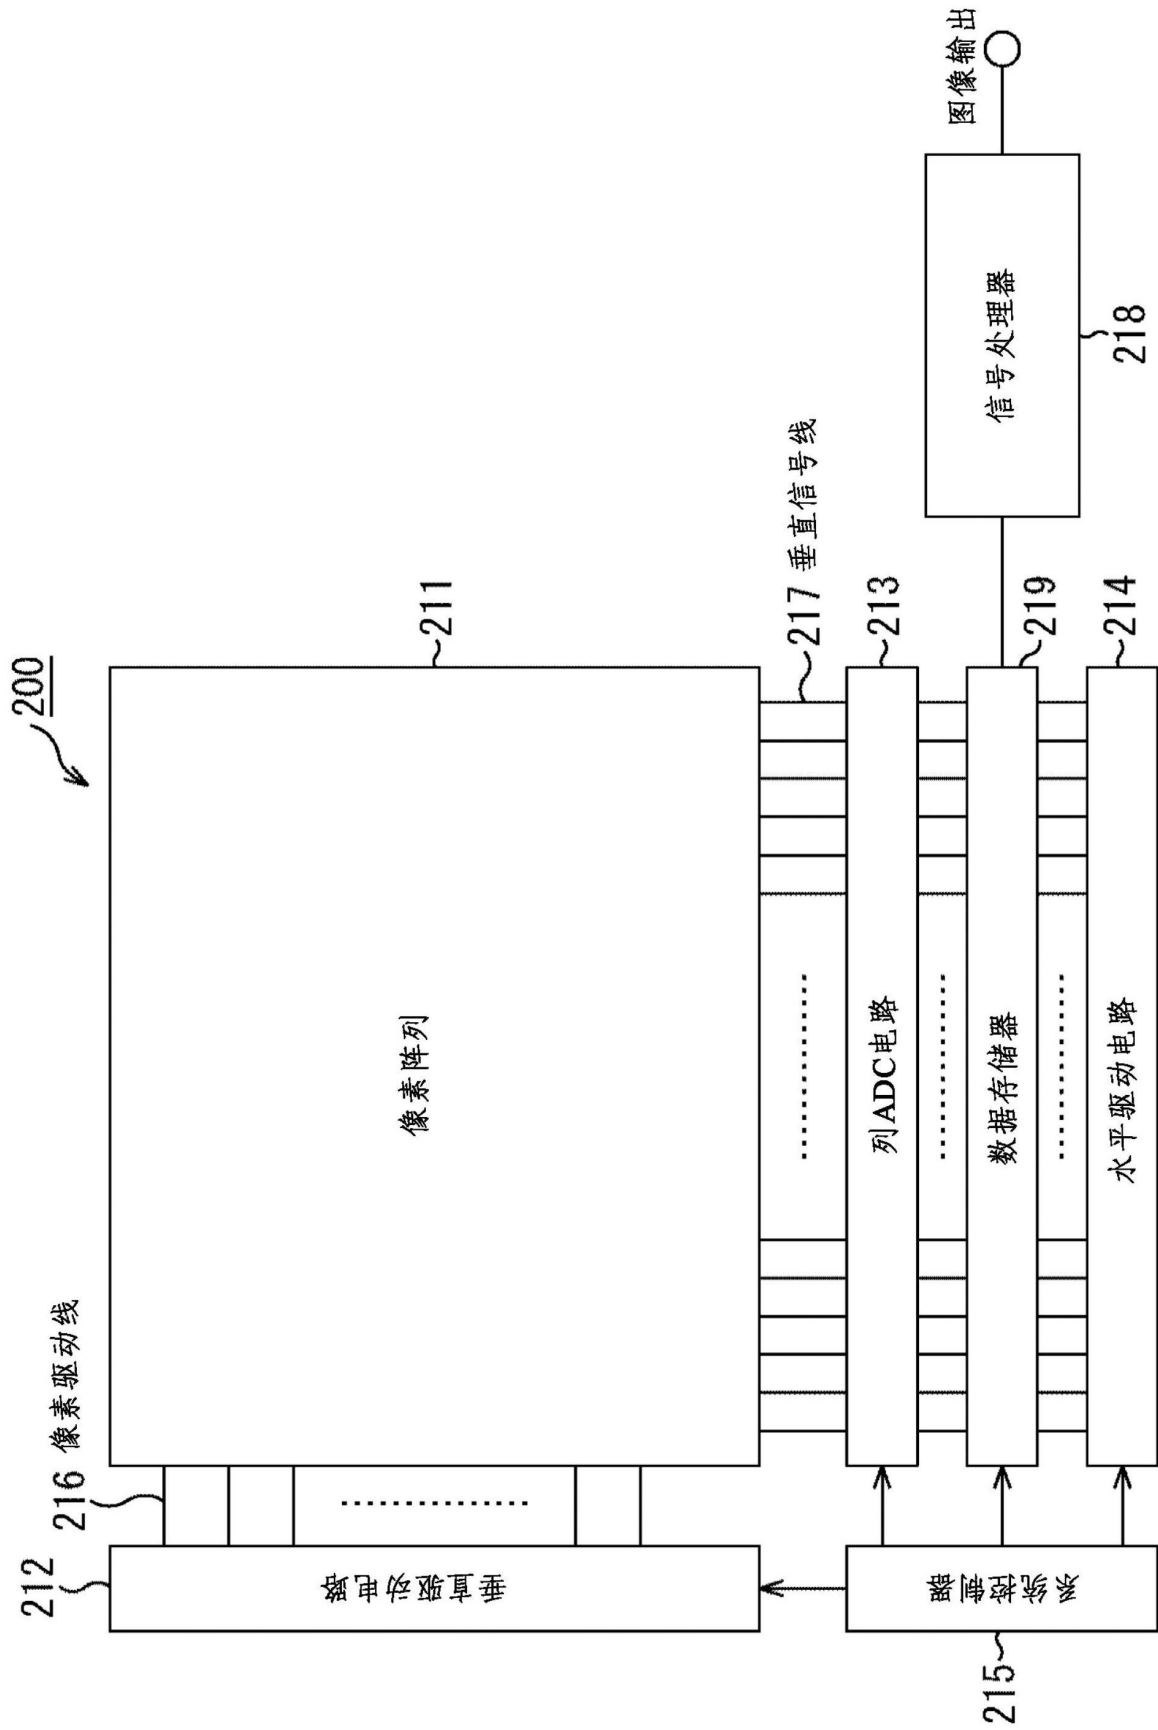 200
212
216 像素驱动线
211
像素阵列
垂直驱动电路
217 垂直信号线
213
列ADC电路
219
数据存储器
214
水平驱动电路
215
系统控制器
信号处理器
218
图像输出